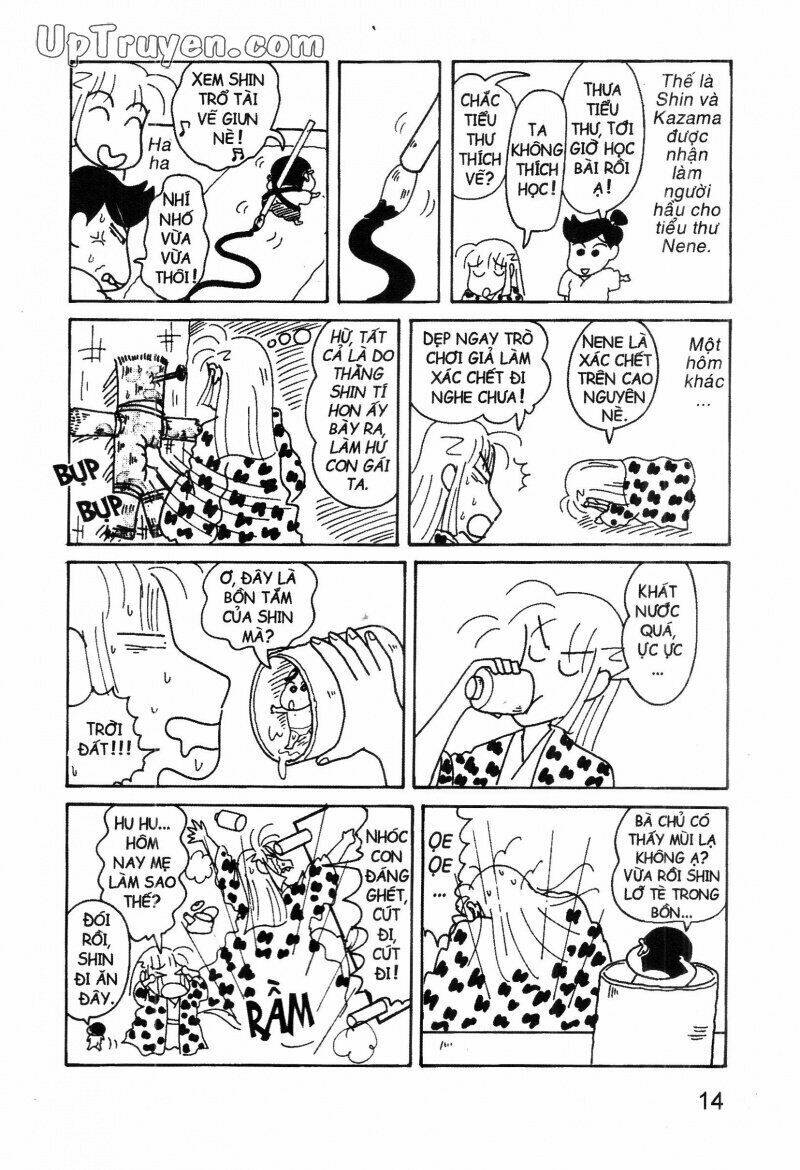 UpTruyen.com
Thế là
Shin và
Kazama
được
nhận
làm
người
hầu cho
tiểu thư
Nene.
THƯA
TIỂU
THƯ, TỚI
GIỜ HỌC
BÀI RỒI
Ạ!
TA
KHÔNG
THÍCH
HỌC!
CHẮC
TIỂU
THƯ
THÍCH
VẼ?
XEM SHIN
TRỔ TÀI
VẼ GIUN
NÈ!
Ha
ha
NHÍ
NHỐ
VỪA
VỪA
THÔI!
Một
hôm
khác
...
NENE LÀ
XÁC CHẾT
TRÊN CAO
NGUYÊN
NÈ.
DẸP NGAY TRÒ
CHƠI GIẢ LÀM
XÁC CHẾT ĐI
NGHE CHƯA!
HỪ, TẤT
CẢ LÀ DO
THẰNG
SHIN TÍ
HON ẤY
BÀY RA,
LÀM HƯ
CON GÁI
TA.
BỤP
BỤP
KHÁT
NƯỚC
QUÁ,
ỰC ỰC
...
Ơ, ĐÂY LÀ
BỒN TẮM
CỦA SHIN
MÀ?
TRỜI
ĐẤT!!!
BÀ CHỦ CÓ
THẤY MÙI LẠ
KHÔNG Ạ?
VỪA RỒI SHIN
LỠ TÈ TRONG
BỒN...
ỌE
ỌE
...
NHÓC
CON
ĐÁNG
GHÉT,
CÚT
ĐI,
CÚT
ĐI!
HU HU...
HÔM
NAY MẸ
LÀM SAO
THẾ?
ĐÓI
RỒI,
SHIN
ĐI ĂN
ĐÂY.
RẦM
14